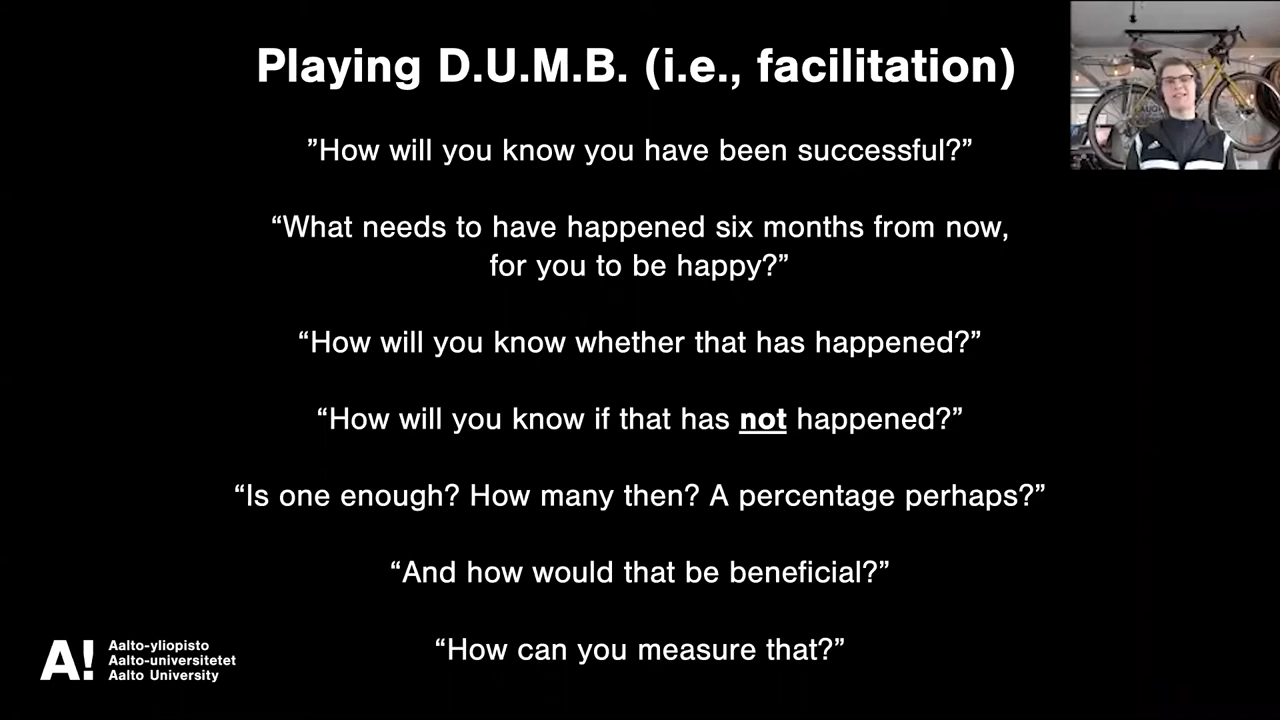 Playing D.U.M.B. (i.e., facilitation)
”How will you know you have been successful?”
“What needs to have happened six months from now,
for you to be happy?”
“How will you know whether that has happened?”
“How will you know if that has not happened?”
“Is one enough? How many then? A percentage perhaps?”
“And how would that be beneficial?”
“How can you measure that?”
A!
Aalto-yliopisto
Aalto-universitetet
Aalto University